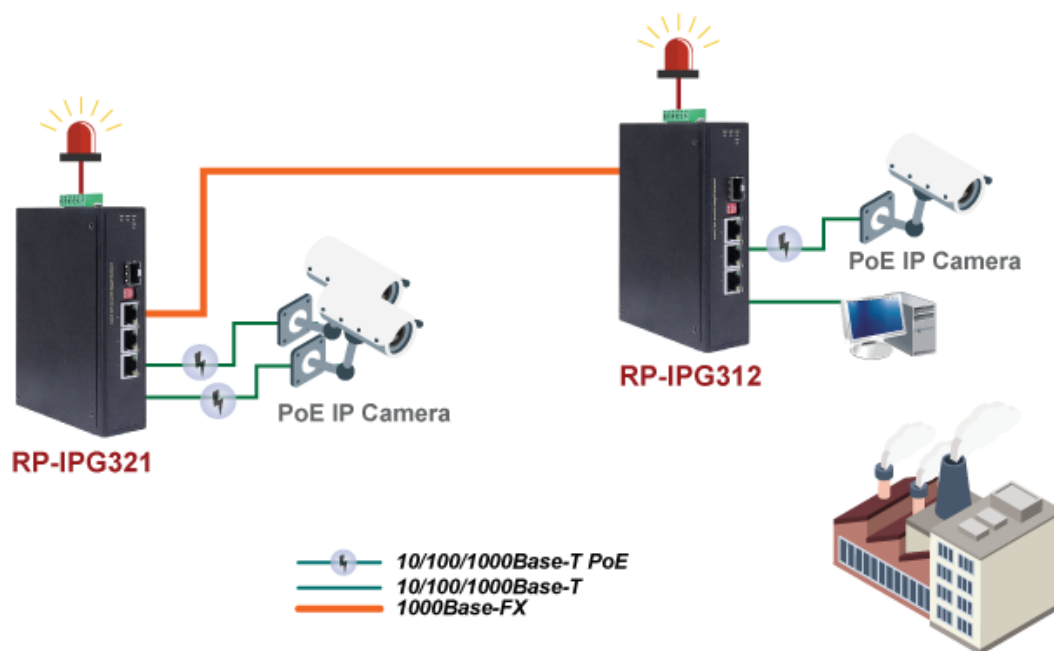 PoE IP Camera
RP-IPG312
PoE IP Camera
RP-IPG321
10/100/1000Base-T PoE
10/100/1000Base-T
1000Base-FX